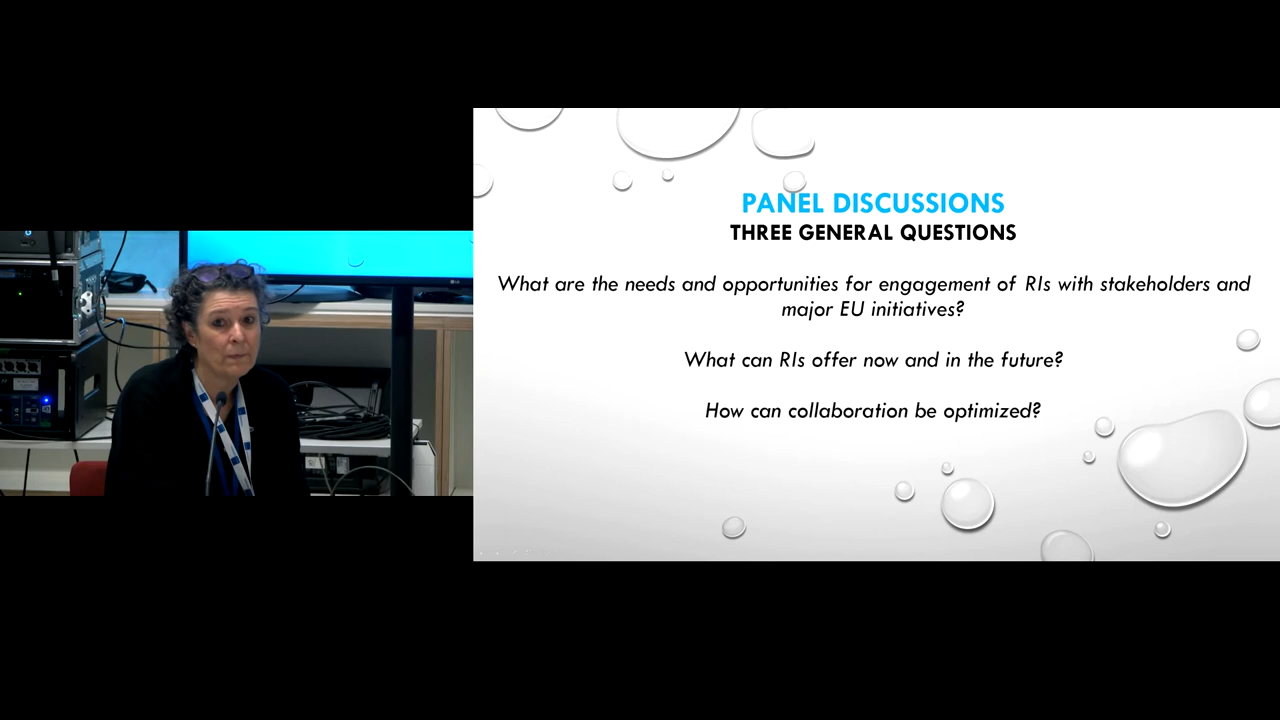 PANEL DISCUSSIONS
THREE GENERAL QUESTIONS
What are the needs and opportunities for engagement of RIs with stakeholders and
major EU initiatives?
What can RIs offer now and in the future?
How can collaboration be optimized?